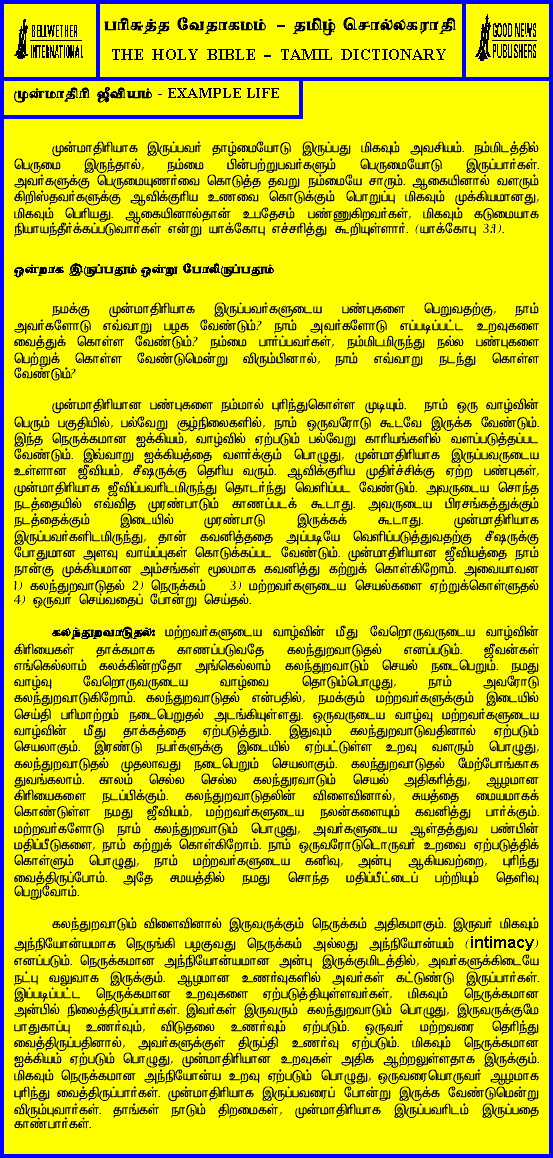 BELLWETHER
INTERNATIONAL
பரிசுத்த வேதாகமம் – தமிழ் சொல்லகராதி
THE HOLY BIBLE – TAMIL DICTIONARY
GOOD NEWS
PUBLISHERS
முன்மாதிரி ஜீவியம் - EXAMPLE LIFE
முன்மாதிரியாக இருப்பவர் தாழ்மையோடு இருப்பது மிகவும் அவசியம். நம்மிடத்தில்
பெருமை இருந்தால், நம்மை பின்பற்றுபவர்களும் பெருமையோடு இருப்பார்கள்.
அவர்களுக்கு பெருமையுணர்வை கொடுத்த தவறு நம்மையே சாரும். ஆகையினால் வளரும்
கிறிஸ்தவர்களுக்கு ஆவிக்குரிய உணவை கொடுக்கும் பொறுப்பு மிகவும் முக்கியமானது,
மிகவும் பெரியது. ஆகையினால்தான் உபதேசம் பண்ணுகிறவர்கள், மிகவும் கடுமையாக
நியாயந்தீர்க்கப்படுவார்கள் என்று யாக்கோபு எச்சரித்து கூறியுள்ளார். (யாக்கோபு 3:1).
ஒன்றாக இருப்பதும் ஒன்று போலிருப்பதும்
நமக்கு முன்மாதிரியாக இருப்பவர்களுடைய பண்புகளை பெறுவதற்கு, நாம்
அவர்களோடு எவ்வாறு பழக வேண்டும்? நாம் அவர்களோடு எப்படிப்பட்ட உறவுகளை
வைத்துக் கொள்ள வேண்டும்? நம்மை பார்ப்பவர்கள், நம்மிடமிருந்து நல்ல பண்புகளை
பெற்றுக் கொள்ள வேண்டுமென்று விரும்பினால், நாம் எவ்வாறு நடந்து கொள்ள
வேண்டும்?
முன்மாதிரியான பண்புகளை நம்மால் புரிந்துகொள்ள முடியும். நாம் ஒரு வாழ்வின்
பெரும் பகுதியில், பல்வேறு சூழ்நிலைகளில், நாம் ஒருவரோடு கூடவே இருக்க வேண்டும்.
இந்த நெருக்கமான ஐக்கியம், வாழ்வில் ஏற்படும் பல்வேறு காரியங்களில் வளப்படுத்தப்பட
வேண்டும். இவ்வாறு ஐக்கியத்தை வளர்க்கும் பொழுது, முன்மாதிரியாக இருப்பவருடைய
உள்ளான ஜீவியம், சீஷருக்கு தெரிய வரும். ஆவிக்குரிய முதிர்ச்சிக்கு ஏற்ற பண்புகள்,
முன்மாதிரியாக ஜீவிப்பவரிடமிருந்து தொடர்ந்து வெளிப்பட வேண்டும். அவருடைய சொந்த
நடத்தையில் எவ்வித முரண்பாடும் காணப்படக் கூடாது. அவருடைய பிரசங்கத்துக்கும்
நடத்தைக்கும் இடையில் முரண்பாடு இருக்கக் கூடாது. முன்மாதிரியாக
இருப்பவர்களிடமிருந்து, தான் கவனித்ததை அப்படியே வெளிப்படுத்துவதற்கு சீஷருக்கு
போதுமான அளவு வாய்ப்புகள் கொடுக்கப்பட வேண்டும். முன்மாதிரியான ஜீவியத்தை நாம்
நான்கு முக்கியமான அம்சங்கள் மூலமாக கவனித்து கற்றுக் கொள்கிறோம். அவையாவன
1) கலந்துறவாடுதல் 2) நெருக்கம் 3) மற்றவர்களுடைய செயல்களை ஏற்றுக்கொள்ளுதல்
4) ஒருவர் செய்வதைப் போன்று செய்தல்.
கலந்துறவாடுதல்: மற்றவர்களுடைய வாழ்வின் மீது வேறொருவருடைய வாழ்வின்
கிரியைகள் தாக்கமாக காணப்படுவதே கலந்துறவாடுதல் எனப்படும். ஜீவன்கள்
எங்கெல்லாம் கலக்கின்றதோ அங்கெல்லாம் கலந்துறவாடும் செயல் நடைபெறும். நமது
வாழ்வு வேறொருவருடைய வாழ்வை தொடும்பொழுது, நாம் அவரோடு
கலந்துறவாடுகிறோம். கலந்துறவாடுதல் என்பதில், நமக்கும் மற்றவர்களுக்கும் இடையில்
செய்தி பரிமாற்றம் நடைபெறுதல் அடங்கியுள்ளது. ஒருவருடைய வாழ்வு மற்றவர்களுடைய
வாழ்வின் மீது தாக்கத்தை ஏற்படுத்தும். இதுவும் கலந்துறவாடுவதினால் ஏற்படும்
செயலாகும். இரண்டு நபர்களுக்கு இடையில் ஏற்பட்டுள்ள உறவு வளரும் பொழுது,
கலந்துறவாடுதல் முதலாவது நடைபெறும் செயலாகும். கலந்துறவாடுதல் மேற்போங்காக
துவங்கலாம். காலம் செல்ல செல்ல கலந்துரவாடும் செயல் அதிகரித்து, ஆழமான
கிரியைகளை நடப்பிக்கும். கலந்துறவாடுதலின் விளைவினால், சுயத்தை மையமாகக்
கொண்டுள்ள நமது ஜீவியம், மற்றவர்களுடைய நலன்களையும் கவனித்து பார்க்கும்.
மற்றவர்களோடு நாம் கலந்துறவாடும் பொழுது, அவர்களுடைய ஆள்தத்துவ பண்பின்
மதிப்பீடுகளை, நாம் கற்றுக் கொள்கிறோம். நாம் ஒருவரோடொருவர் உறவை ஏற்படுத்திக்
கொள்ளும் பொழுது, நாம் மற்றவர்களுடைய கனிவு, அன்பு ஆகியவற்றை, புரிந்து
வைத்திருப்போம். அதே சமயத்தில் நமது சொந்த மதிப்பீட்டைப் பற்றியும் தெளிவு
பெறுவோம்.
கலந்துறவாடும் விளைவினால் இருவருக்கும் நெருக்கம் அதிகமாகும். இருவர் மிகவும்
அந்நியோன்யமாக நெருங்கி பழகுவது நெருக்கம் அல்லது அந்நியோன்யம் (intimacy)
எனப்படும். நெருக்கமான அந்நியோன்யமான அன்பு இருக்குமிடத்தில், அவர்களுக்கிடையே
நட்பு வலுவாக இருக்கும். ஆழமான உணர்வுகளில் அவர்கள் கட்டுண்டு இருப்பார்கள்.
இப்படிப்பட்ட நெருக்கமான உறவுகளை ஏற்படுத்தியுள்ளவர்கள், மிகவும் நெருக்கமான
அன்பில் நிலைத்திருப்பார்கள். இவர்கள் இருவரும் கலந்துறவாடும் பொழுது, இருவருக்குமே
பாதுகாப்பு உணர்வும், விடுதலை உணர்வும் ஏற்படும். ஒருவர் மற்றவரை தெரிந்து
வைத்திருப்பதினால், அவர்களுக்குள் திருப்தி உணர்வு ஏற்படும். மிகவும் நெருக்கமான
ஐக்கியம் ஏற்படும் பொழுது, முன்மாதிரியான உறவுகள் அதிக ஆற்றலுள்ளதாக இருக்கும்.
மிகவும் நெருக்கமான அந்நியோன்ய உறவு ஏற்படும் பொழுது, ஒருவரையொருவர் ஆழமாக
புரிந்து வைத்திருப்பார்கள். முன்மாதிரியாக இருப்பவரைப் போன்று இருக்க வேண்டுமென்று
விரும்புவார்கள். தாங்கள் நாடும் திறமைகள், முன்மாதிரியாக இருப்பவரிடம் இருப்பதை
காண்பார்கள்.